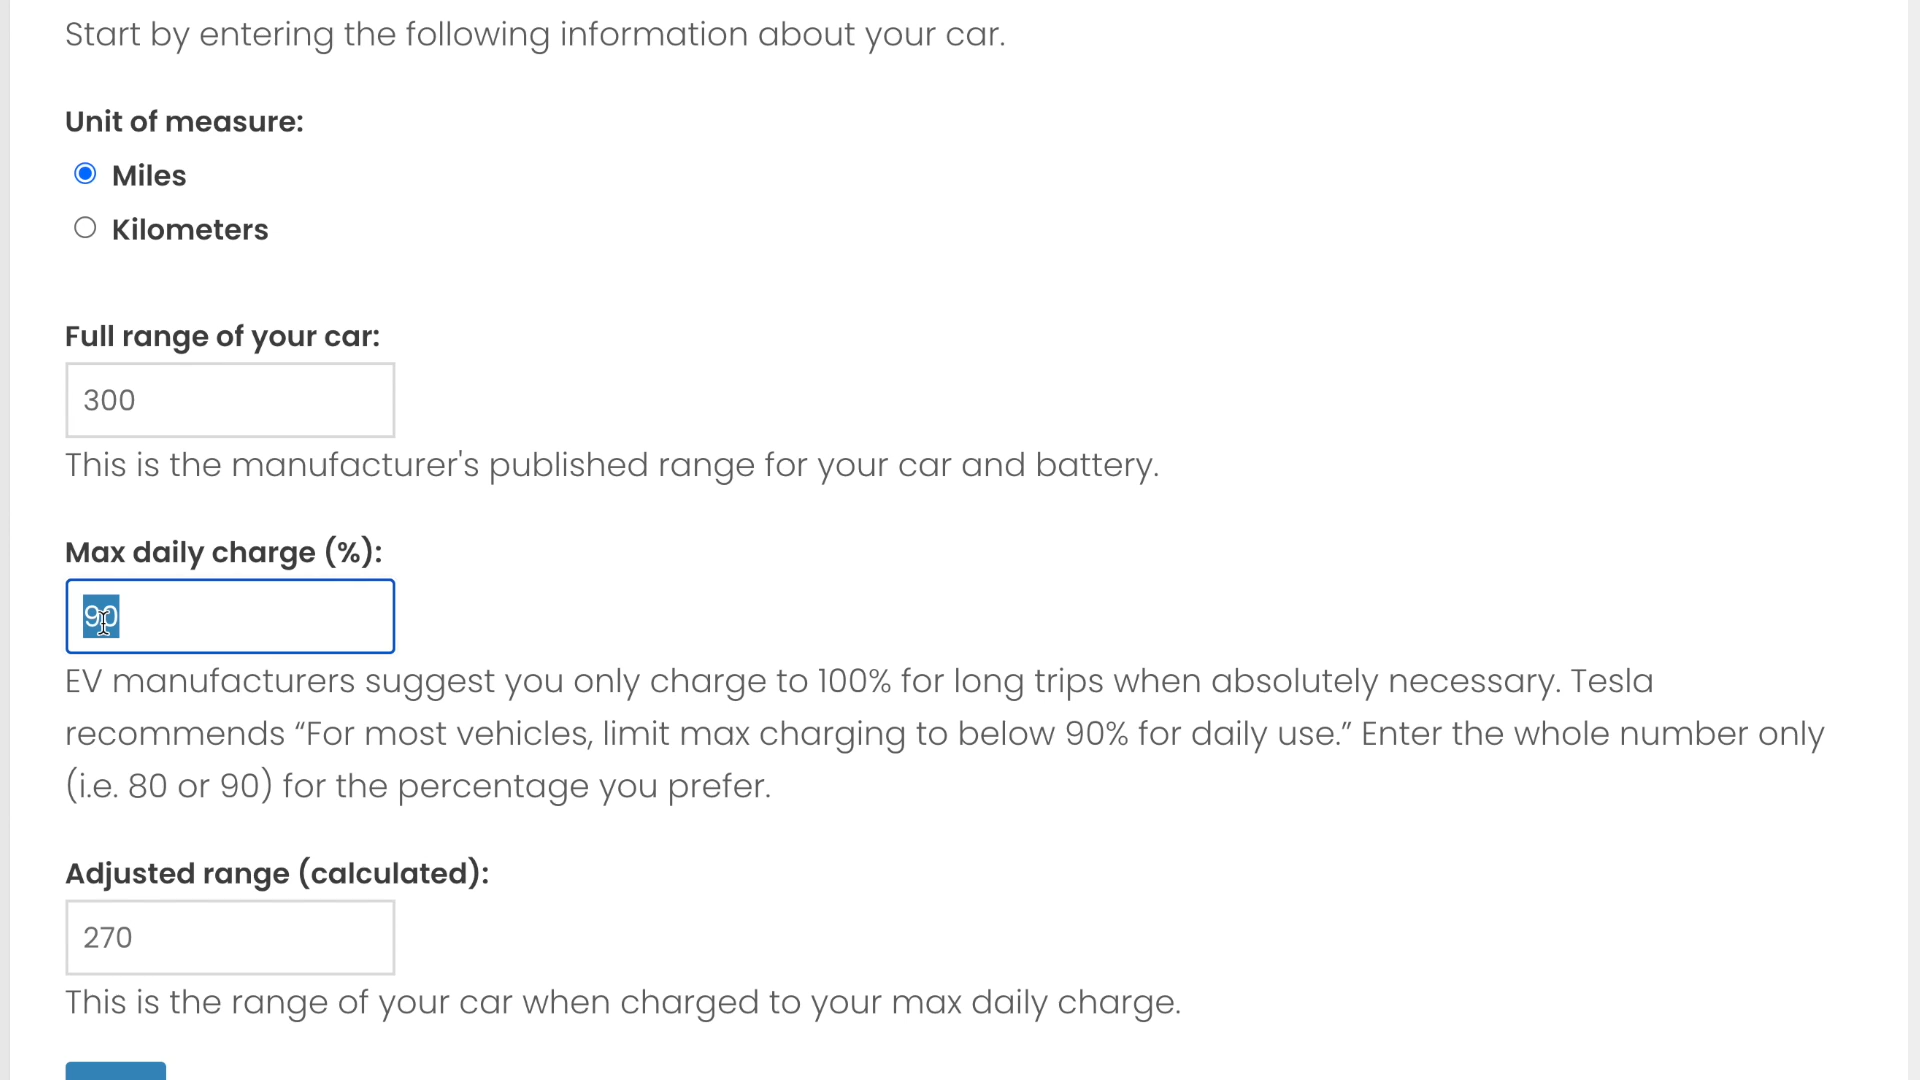 Start by entering the following information about your car.
Unit of measure:
Miles
Kilometers
Full range of your car:
300
This is the manufacturer's published range for your car and battery.
Max daily charge (%):
90
EV manufacturers suggest you only charge to 100% for long trips when absolutely necessary. Tesla
recommends “For most vehicles, limit max charging to below 90% for daily use.” Enter the whole number only
(i.e. 80 or 90) for the percentage you prefer.
Adjusted range (calculated):
270
This is the range of your car when charged to your max daily charge.